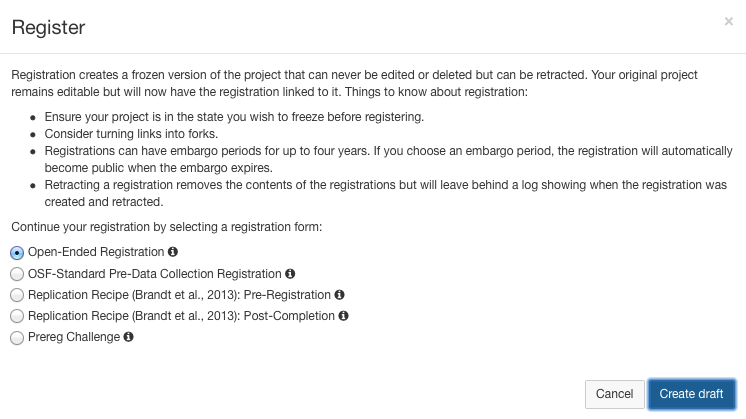 Register
×
Registration creates a frozen version of the project that can never be edited or deleted but can be retracted. Your original project
remains editable but will now have the registration linked to it. Things to know about registration:
• Ensure your project is in the state you wish to freeze before registering.
• Consider turning links into forks.
• Registrations can have embargo periods for up to four years. If you choose an embargo period, the registration will automatically
become public when the embargo expires.
• Retracting a registration removes the contents of the registrations but will leave behind a log showing when the registration was
created and retracted.
Continue your registration by selecting a registration form:
Open-Ended Registration
OSF-Standard Pre-Data Collection Registration
Replication Recipe (Brandt et al., 2013): Pre-Registration
Replication Recipe (Brandt et al., 2013): Post-Completion
Prereg Challenge
Cancel
Create draft